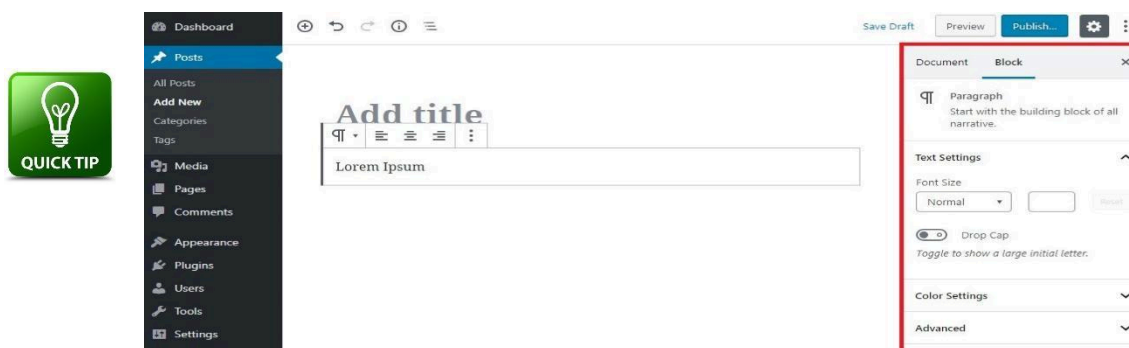 QUICK TIP
Dashboard
Posts
All Posts
Add New
Categories
Tags
Media
Pages
Comments
Appearance
Plugins
Users
Tools
Settings
Save Draft
Preview
Publish...
Add title
Lorem Ipsum
Document Block
Paragraph
Start with the building block of all
narrative.
Text Settings
Font Size
Normal
Reset
Drop Cap
Toggle to show a large initial letter.
Color Settings
Advanced